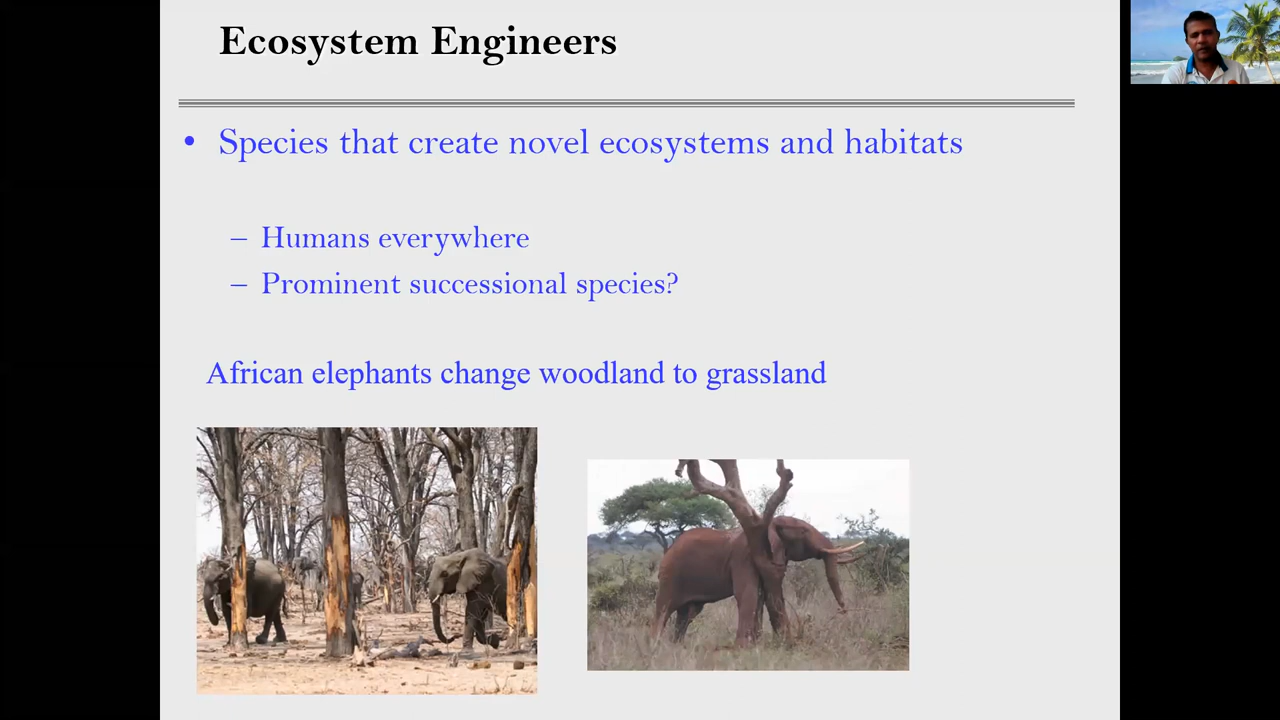 Ecosystem Engineers
• Species that create novel ecosystems and habitats
– Humans everywhere
– Prominent successional species?
African elephants change woodland to grassland